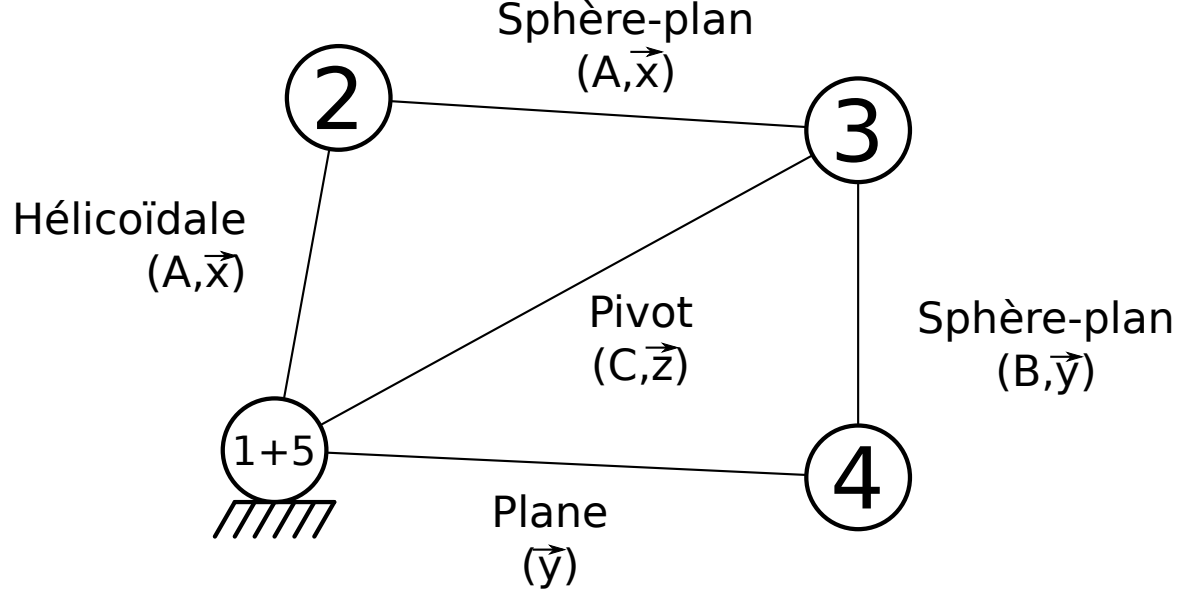 Sphère-plan
(A,x⃗)
2
3
Hélicoïdale
(A,x⃗)
Pivot
(C,z⃗)
Sphère-plan
(B,y⃗)
1+5
4
Plane
(y⃗)